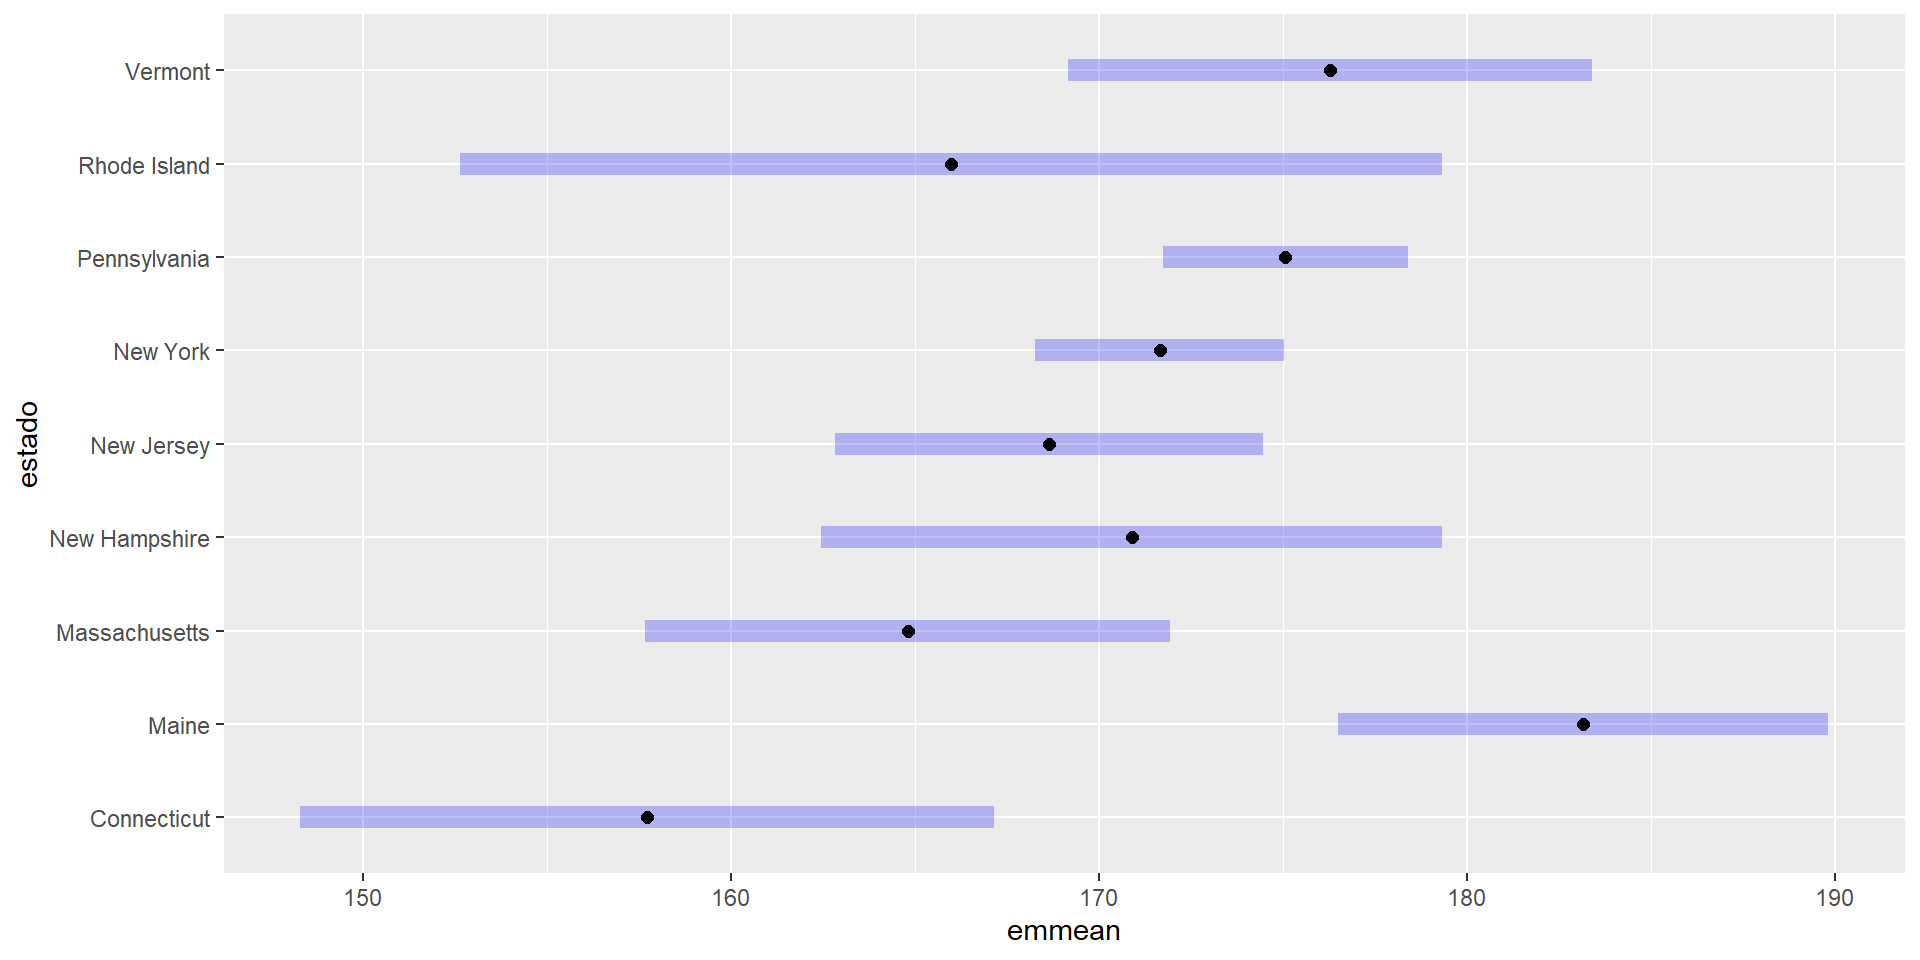 Vermont
Rhode Island
Pennsylvania
New York
New Jersey
New Hampshire
Massachusetts
Maine
Connecticut
estado
150 160 170 180 190
emmean